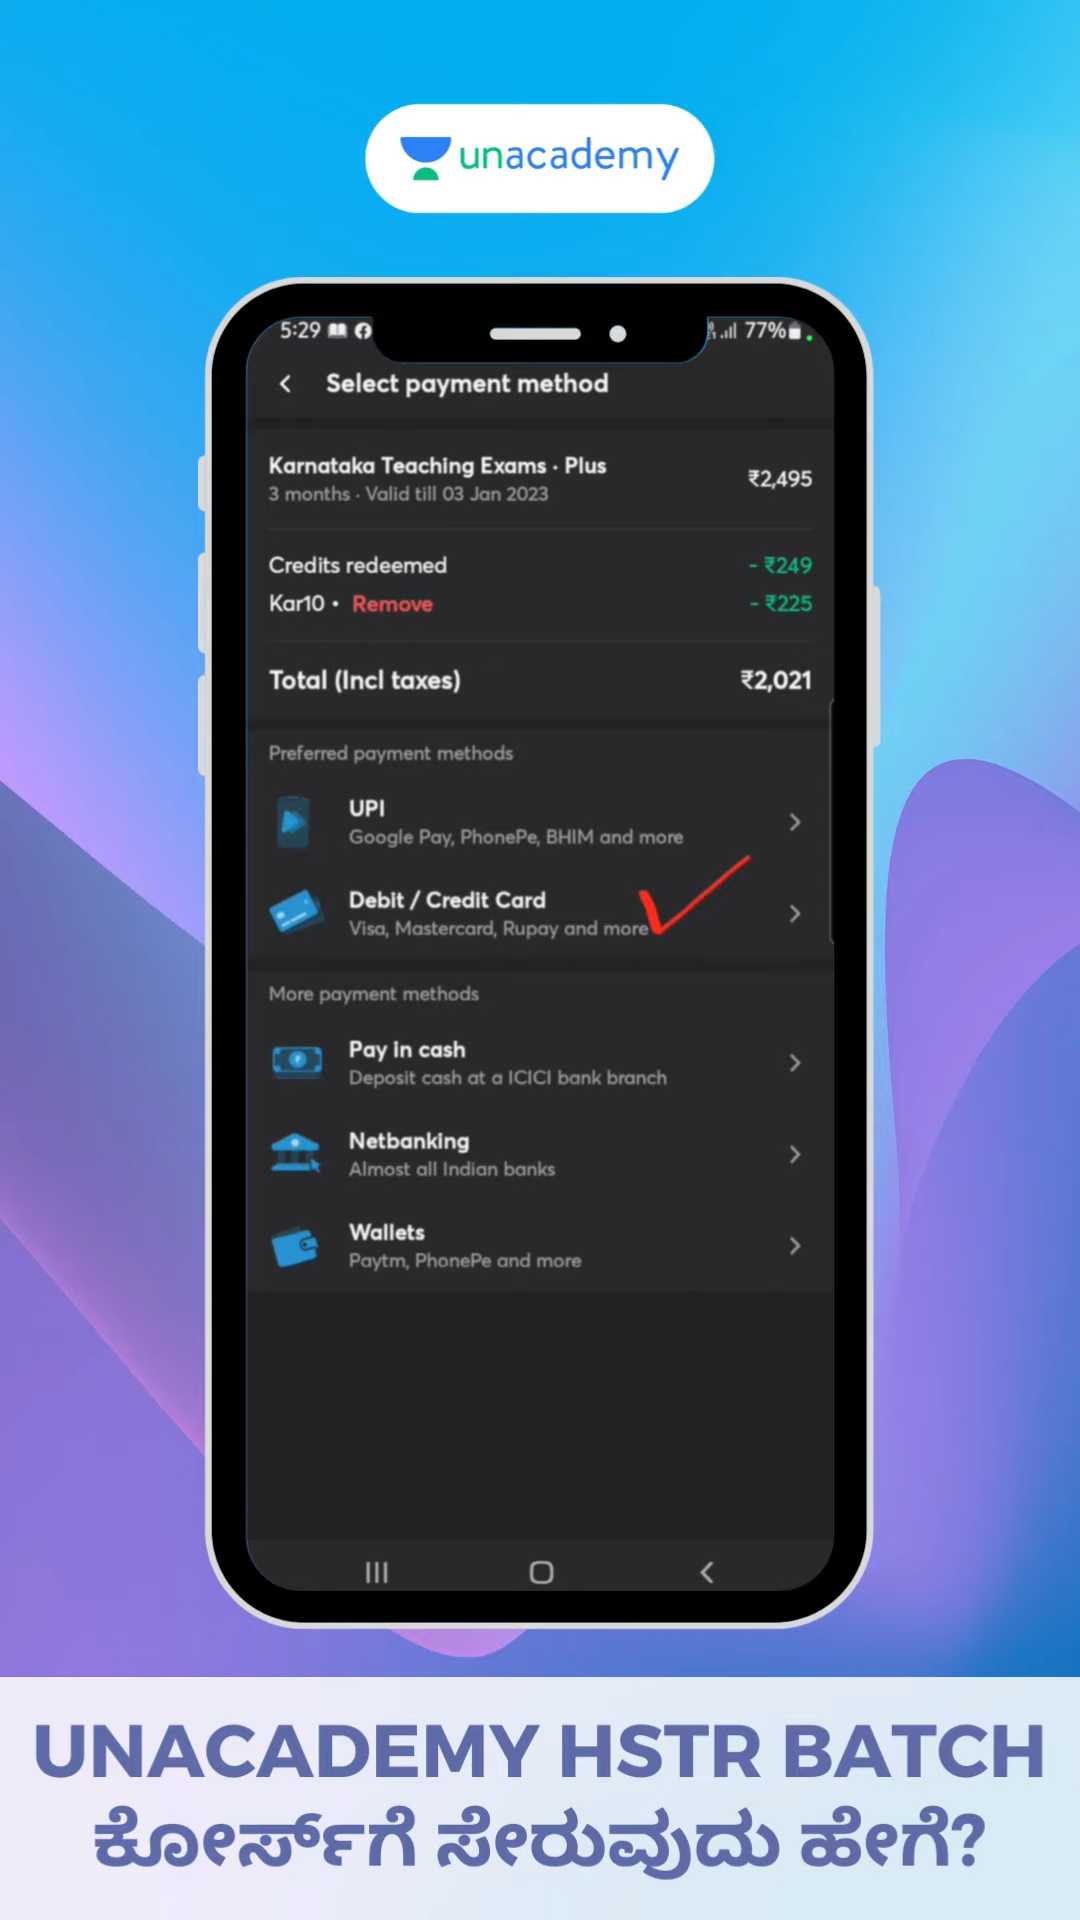 unacademy
5:29 77%
Select payment method
Karnataka Teaching Exams · Plus ₹2,495
3 months · Valid till 03 Jan 2023
Credits redeemed - ₹249
Kar10 • Remove - ₹225
Total (Incl taxes) ₹2,021
Preferred payment methods
UPI
Google Pay, PhonePe, BHIM and more
Debit / Credit Card
Visa, Mastercard, Rupay and more
More payment methods
Pay in cash
Deposit cash at a ICICI bank branch
Netbanking
Almost all Indian banks
Wallets
Paytm, PhonePe and more
UNACADEMY HSTR BATCH
ಕೋರ್ಸ್‌ಗೆ ಸೇರುವುದು ಹೇಗೆ?